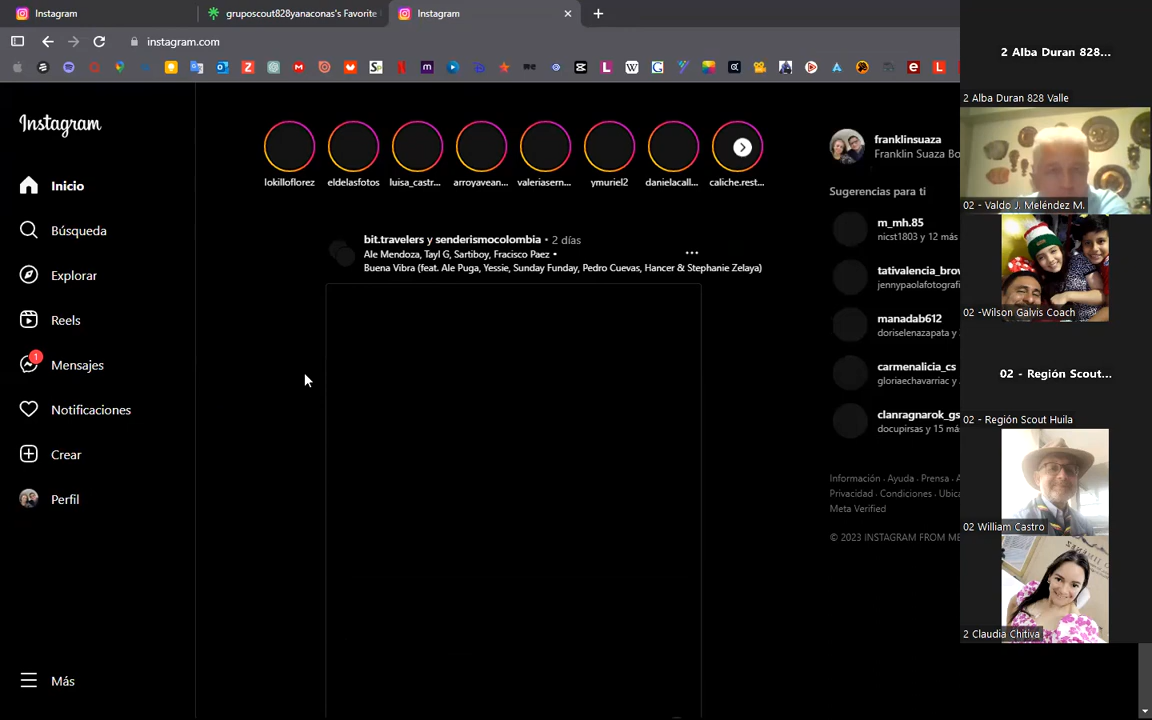 Instagram
gruposcout828yanaconas's Favorite
Instagram
instagram.com
Instagram
Inicio
Búsqueda
Explorar
Reels
1
Mensajes
Notificaciones
Crear
Perfil
Más
lokilloflorez
eldelasfotos
luisa_castr...
arroyavean...
valeriasern...
ymuriel2
danielacall...
caliche.rest...
bit.travelers y senderismocolombia • 2 días
Ale Mendoza, Tayl G, Sartiboy, Fracisco Paez •
Buena Vibra (feat. Ale Puga, Yessie, Sunday Funday, Pedro Cuevas, Hancer & Stephanie Zelaya)
franklinsuaza
Franklin Suaza Bo
Sugerencias para ti
m_mh.85
nicst1803 y 12 más
tativalencia_brov
jennypaolafotografi
manadab612
doriselenazapata y
carmenalicia_cs
gloriaechavarriac y
clanragnarok_gs
docupirsas y 15 má
Información · Ayuda · Prensa · A
Privacidad · Condiciones · Ubica
Meta Verified
© 2023 INSTAGRAM FROM ME
2 Alba Duran 828...
2 Alba Duran 828 Valle
02 - Valdo J. Meléndez M.
02 -Wilson Galvis Coach
02 - Región Scout...
02 - Región Scout Huila
02 William Castro
2 Claudia Chitiva